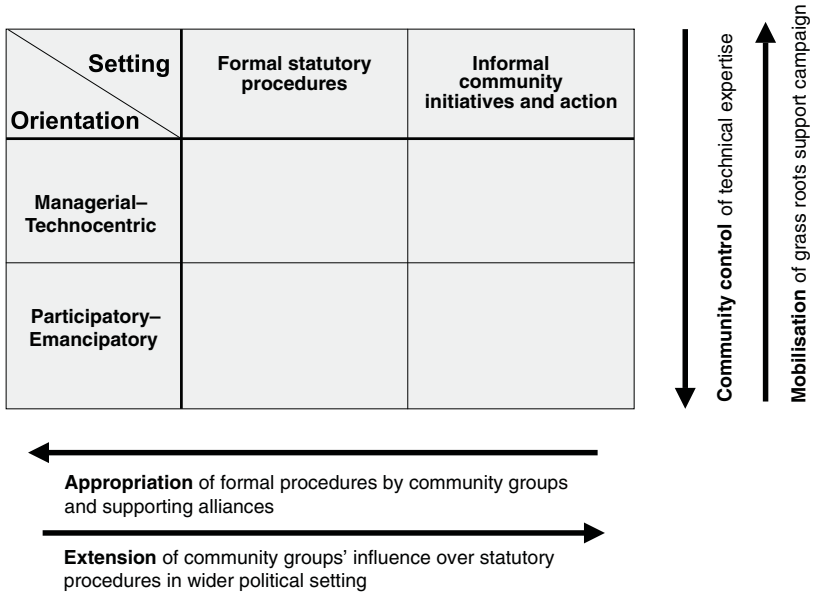 Setting
Orientation
Formal statutory
procedures
Informal
community
initiatives and action
Managerial–
Technocentric
Participatory–
Emancipatory
Community control of technical expertise
Mobilisation of grass roots support campaign
Appropriation of formal procedures by community groups
and supporting alliances
Extension of community groups' influence over statutory
procedures in wider political setting